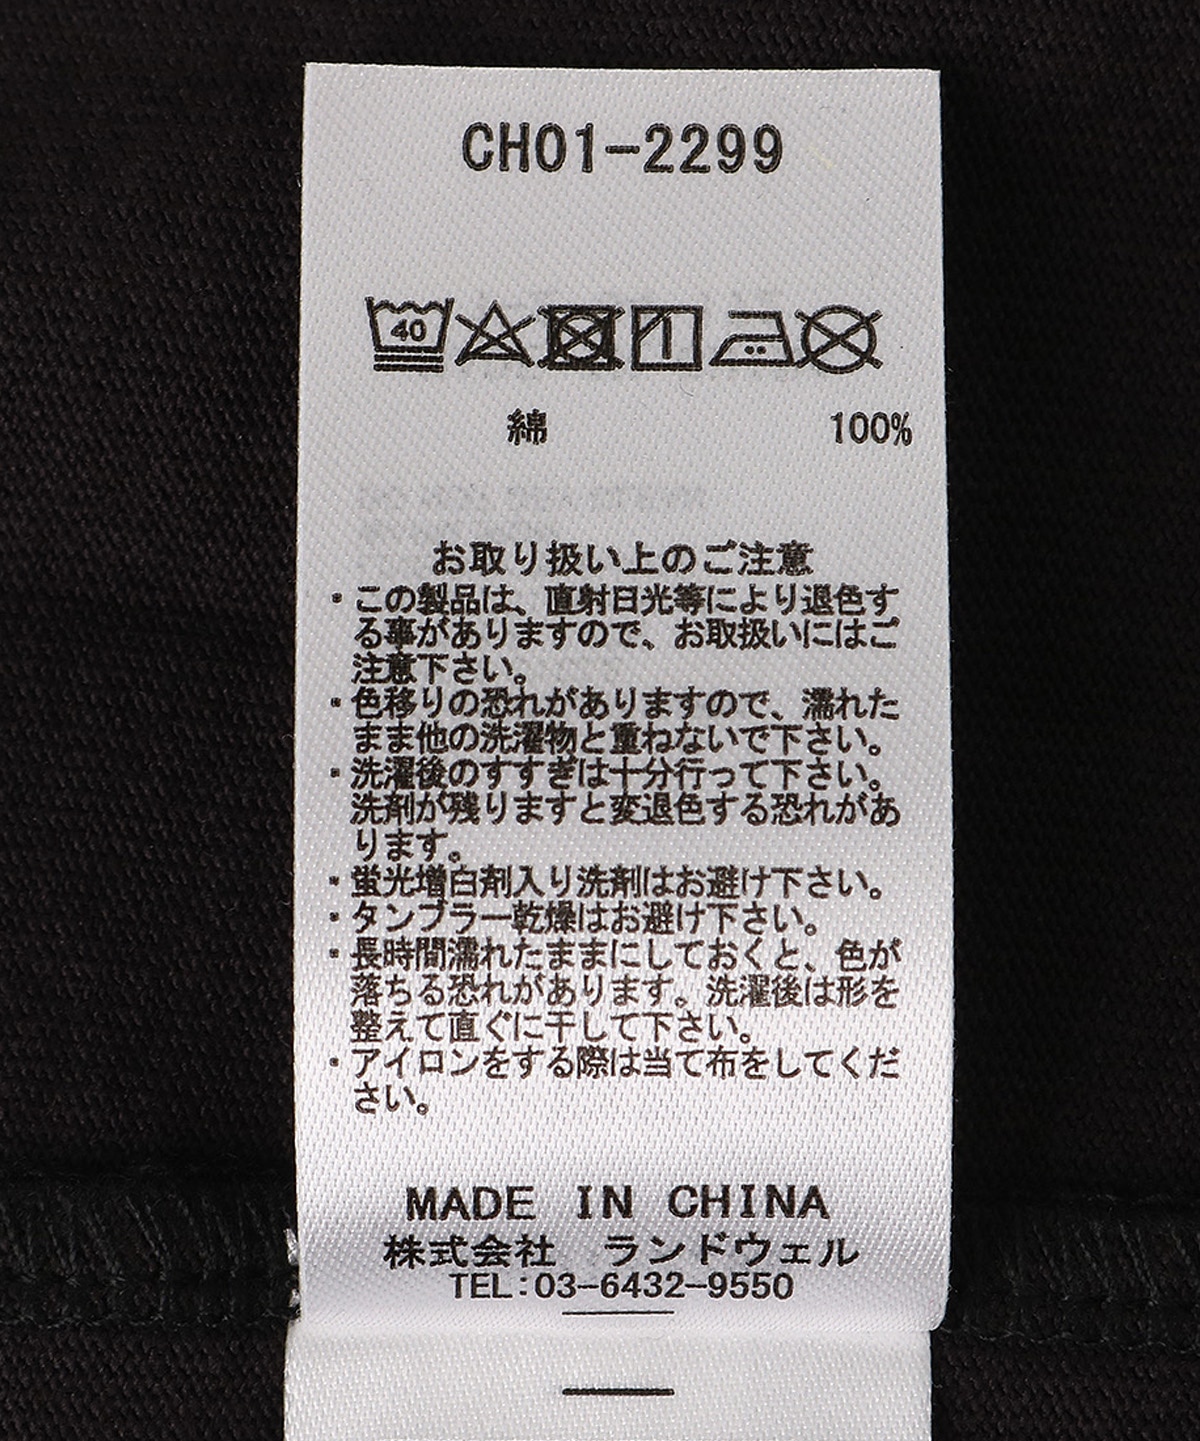 CH01-2299
40
綿 100%
お取り扱い上のご注意
・この製品は、直射日光等により退色す
る事がありますので、お取扱いにはご
注意下さい。
・色移りの恐れがありますので、濡れた
まま他の洗濯物と重ねないで下さい。
・洗濯後のすすぎは十分行って下さい。
洗剤が残りますと変退色する恐れがあ
ります。
・蛍光増白剤入り洗剤はお避け下さい。
・タンブラー乾燥はお避け下さい。
・長時間濡れたままにしておくと、色が
落ちる恐れがあります。洗濯後は形を
整えて直ぐに干して下さい。
・アイロンをする際は当て布をしてくだ
さい。
MADE IN CHINA
株式会社 ランドウェル
TEL:03-6432-9550